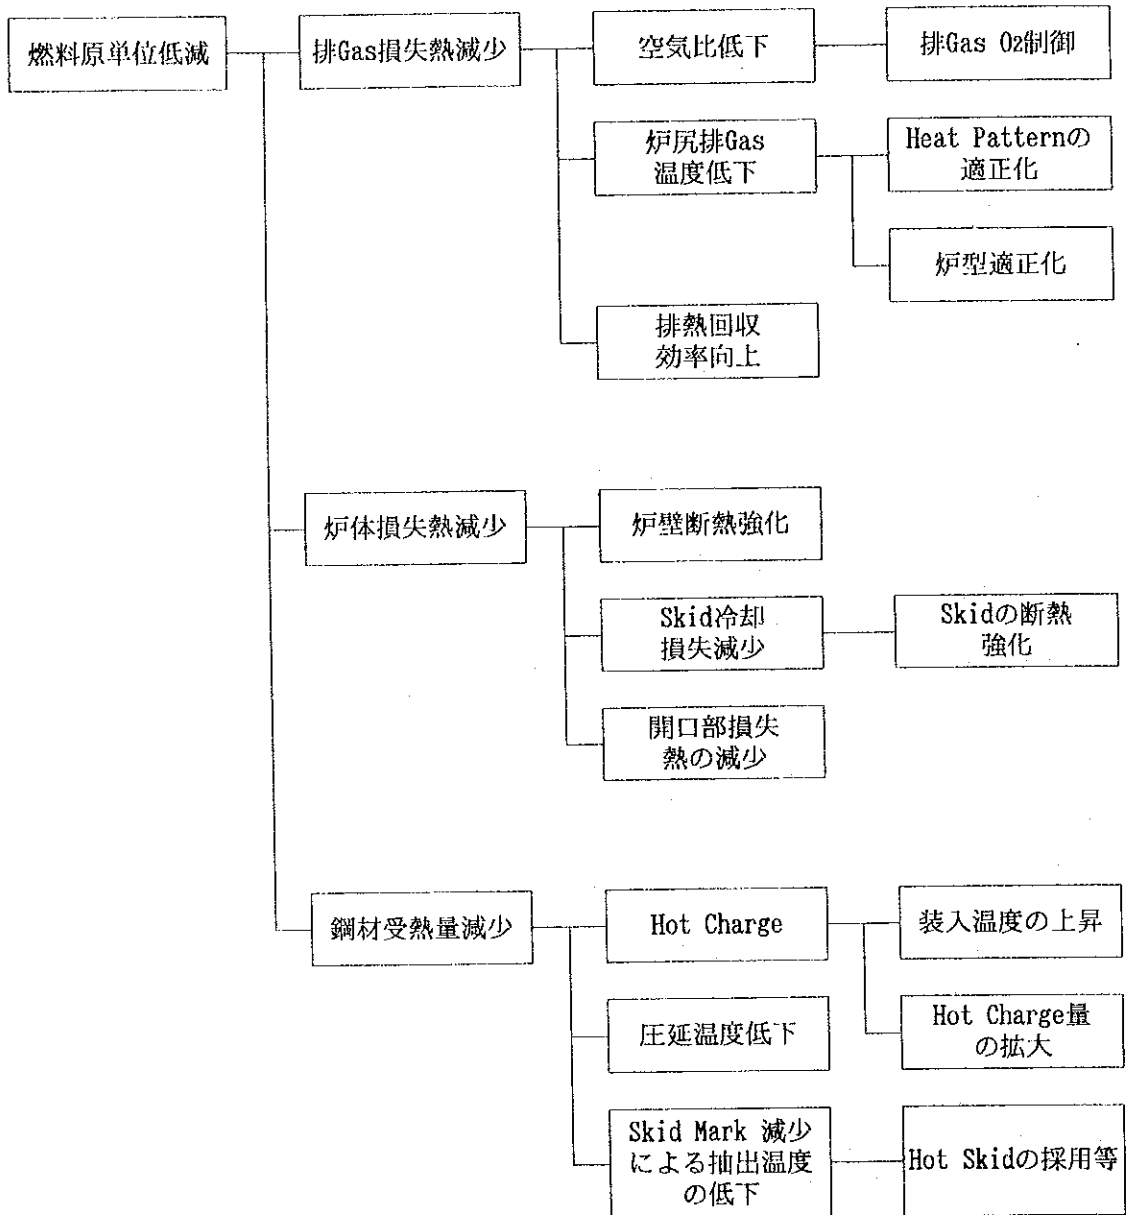 燃料原単位低減
排Gas損失熱減少
空気比低下
排Gas O2制御
炉尻排Gas
温度低下
Heat Patternの
適正化
炉型適正化
排熱回収
効率向上
炉体損失熱減少
炉壁断熱強化
Skid冷却
損失減少
Skidの断熱
強化
開口部損失
熱の減少
鋼材受熱量減少
Hot Charge
装入温度の上昇
Hot Charge量
の拡大
圧延温度低下
Skid Mark 減少
による抽出温度
の低下
Hot Skidの採用等